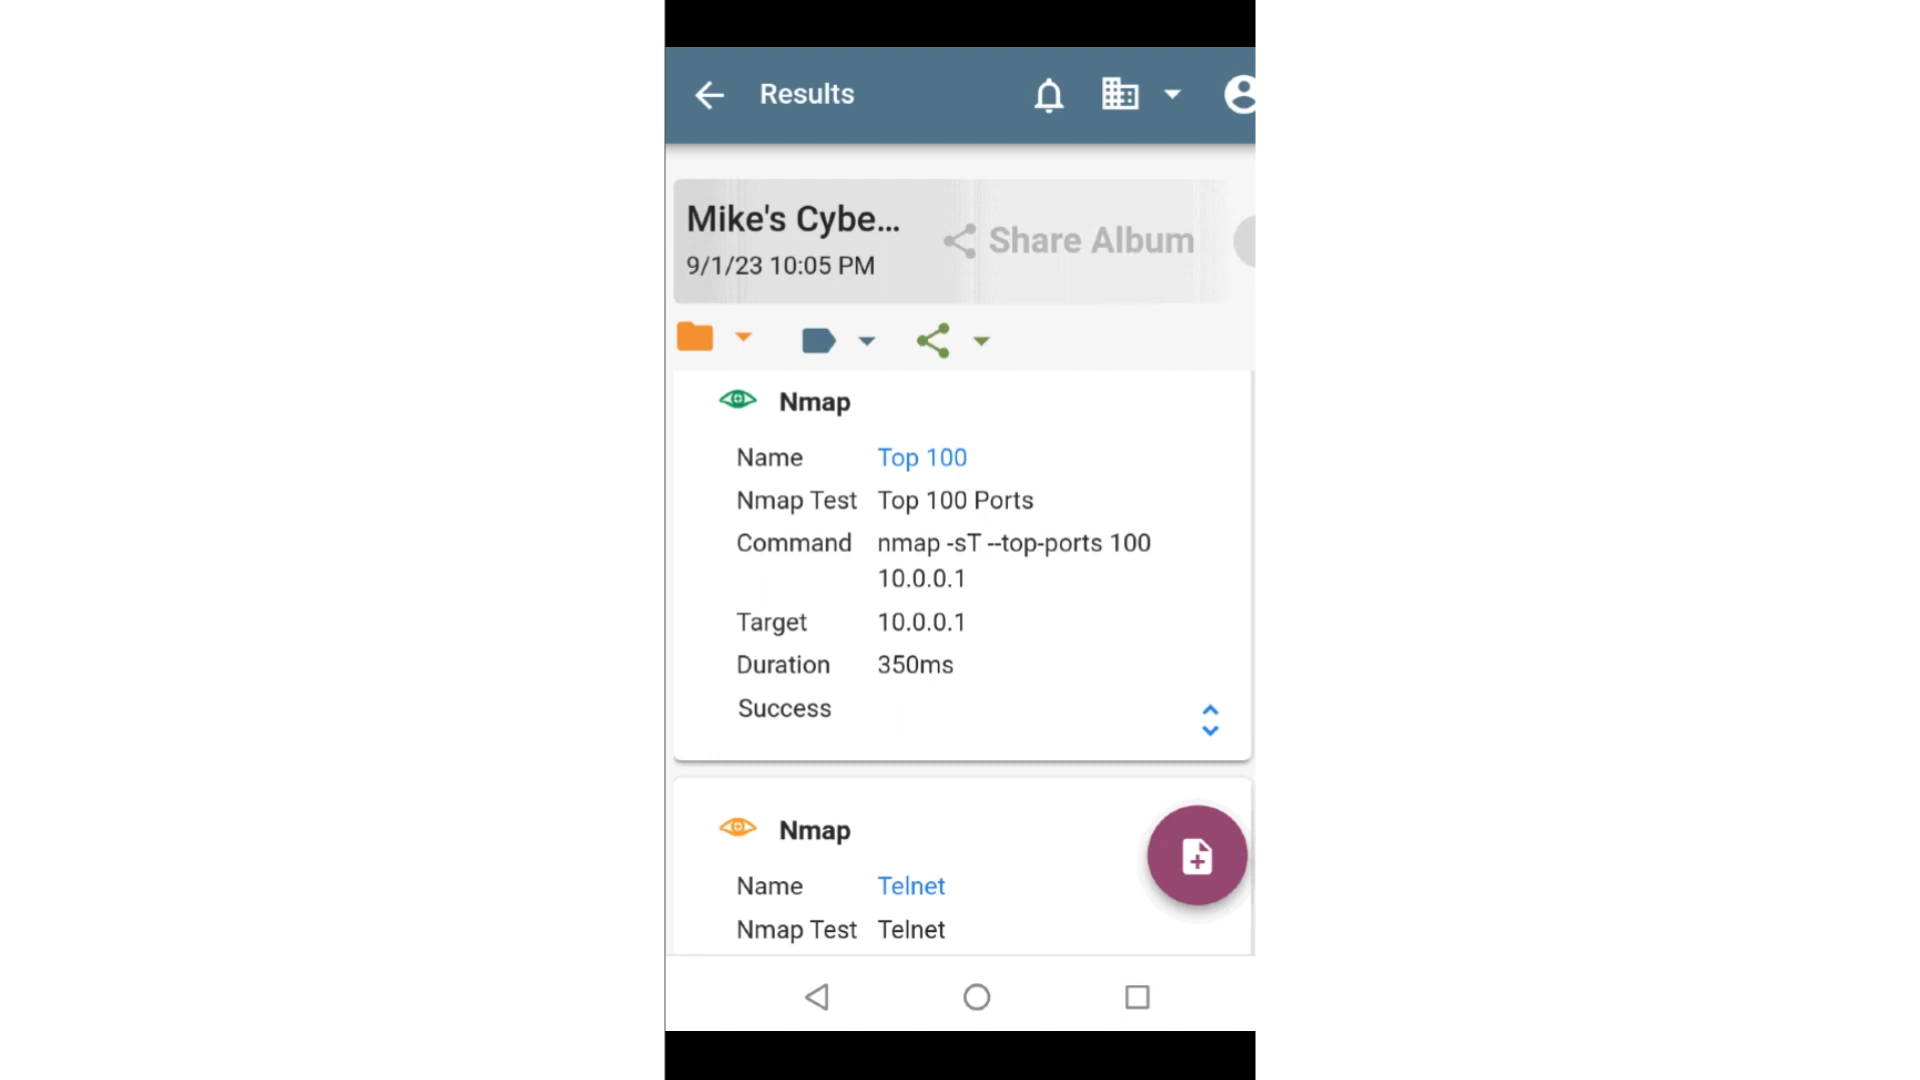 Results
Mike's Cybe...
Share Album
9/1/23 10:05 PM
Nmap
Name Top 100
Nmap Test Top 100 Ports
Command nmap -sT --top-ports 100
10.0.0.1
Target 10.0.0.1
Duration 350ms
Success
Nmap
Name Telnet
Nmap Test Telnet